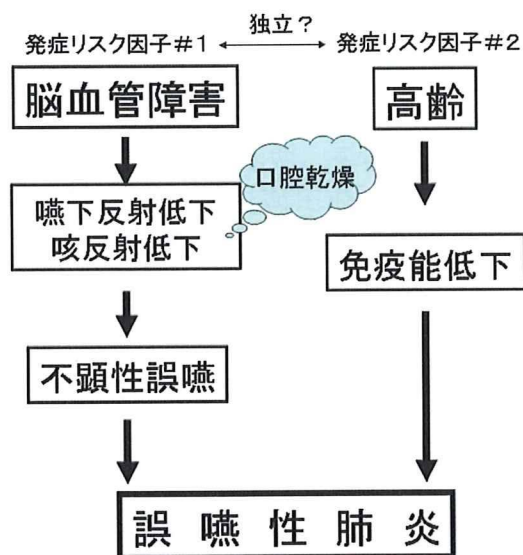 独立？
発症リスク因子＃1
発症リスク因子＃2
脳血管障害
高齢
口腔乾燥
嚥下反射低下
咳反射低下
免疫能低下
不顕性誤嚥
誤嚥性肺炎